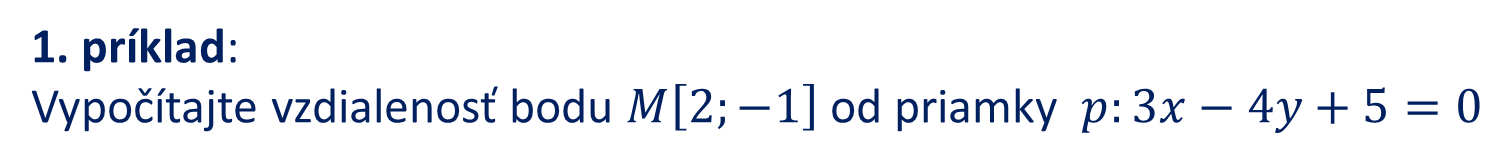 1. príklad:
Vypočítajte vzdialenosť bodu M[2; −1] od priamky p: 3x − 4y + 5 = 0